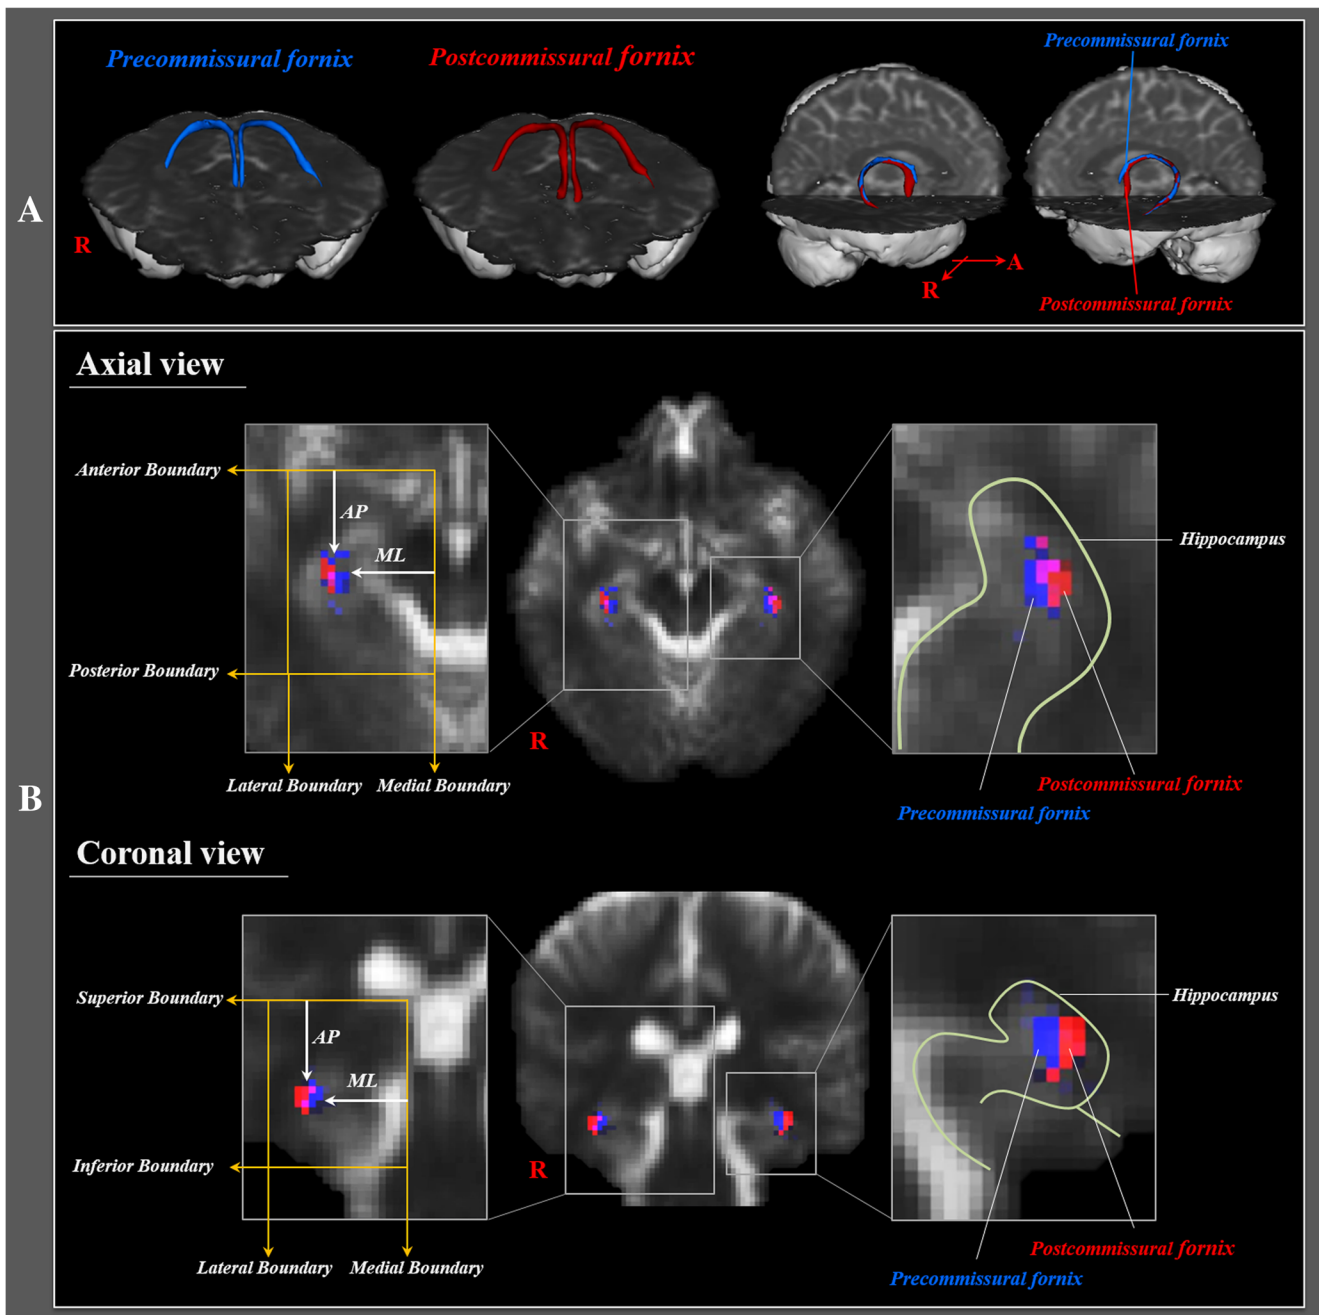 A
Precommissural fornix
Postcommissural fornix
Precommissural fornix
R
A
R
Postcommissural fornix
B
Axial view
Anterior Boundary
AP
ML
Posterior Boundary
Lateral Boundary
Medial Boundary
R
Hippocampus
Postcommissural fornix
Precommissural fornix
Coronal view
Superior Boundary
AP
ML
Inferior Boundary
Lateral Boundary
Medial Boundary
R
Hippocampus
Postcommissural fornix
Precommissural fornix